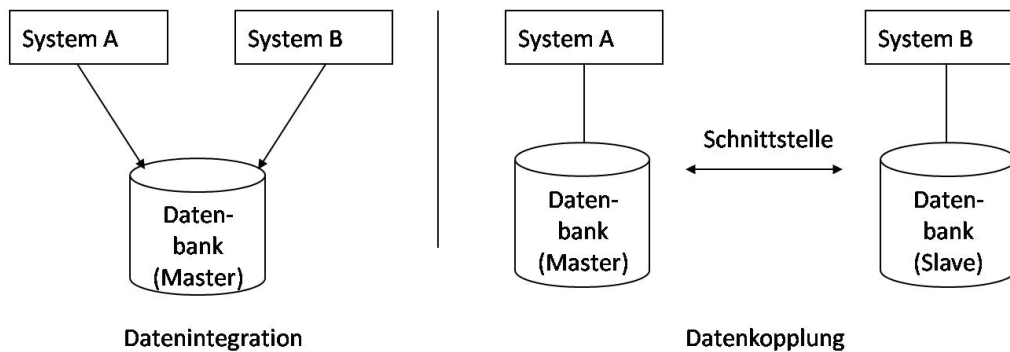 System A
System B
Daten-
bank
(Master)
Datenintegration
System A
System B
Schnittstelle
Daten-
bank
(Master)
Daten-
bank
(Slave)
Datenkopplung